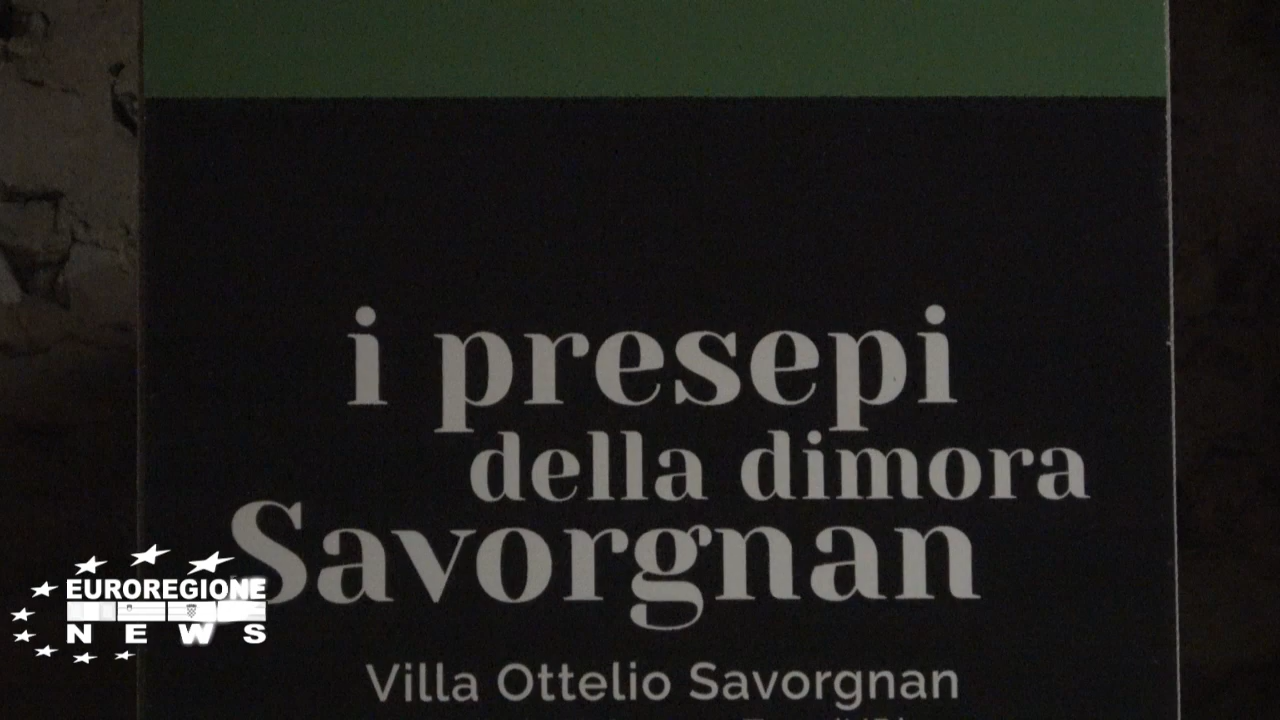 i presepi
della dimora
Savorgnan
Villa Ottelio Savorgnan
EUROREGIONE
NEWS